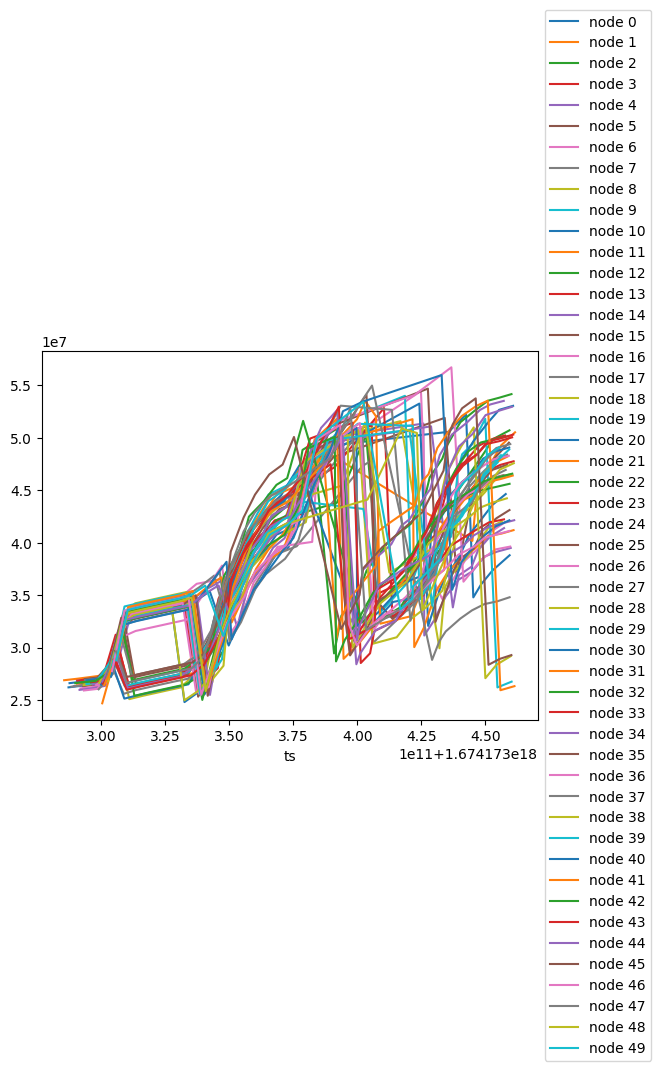 1e7
5.5
5.0
4.5
4.0
3.5
3.0
2.5
3.00 3.25 3.50 3.75 4.00 4.25 4.50
ts
1e11+1.674173e18
node 0
node 1
node 2
node 3
node 4
node 5
node 6
node 7
node 8
node 9
node 10
node 11
node 12
node 13
node 14
node 15
node 16
node 17
node 18
node 19
node 20
node 21
node 22
node 23
node 24
node 25
node 26
node 27
node 28
node 29
node 30
node 31
node 32
node 33
node 34
node 35
node 36
node 37
node 38
node 39
node 40
node 41
node 42
node 43
node 44
node 45
node 46
node 47
node 48
node 49